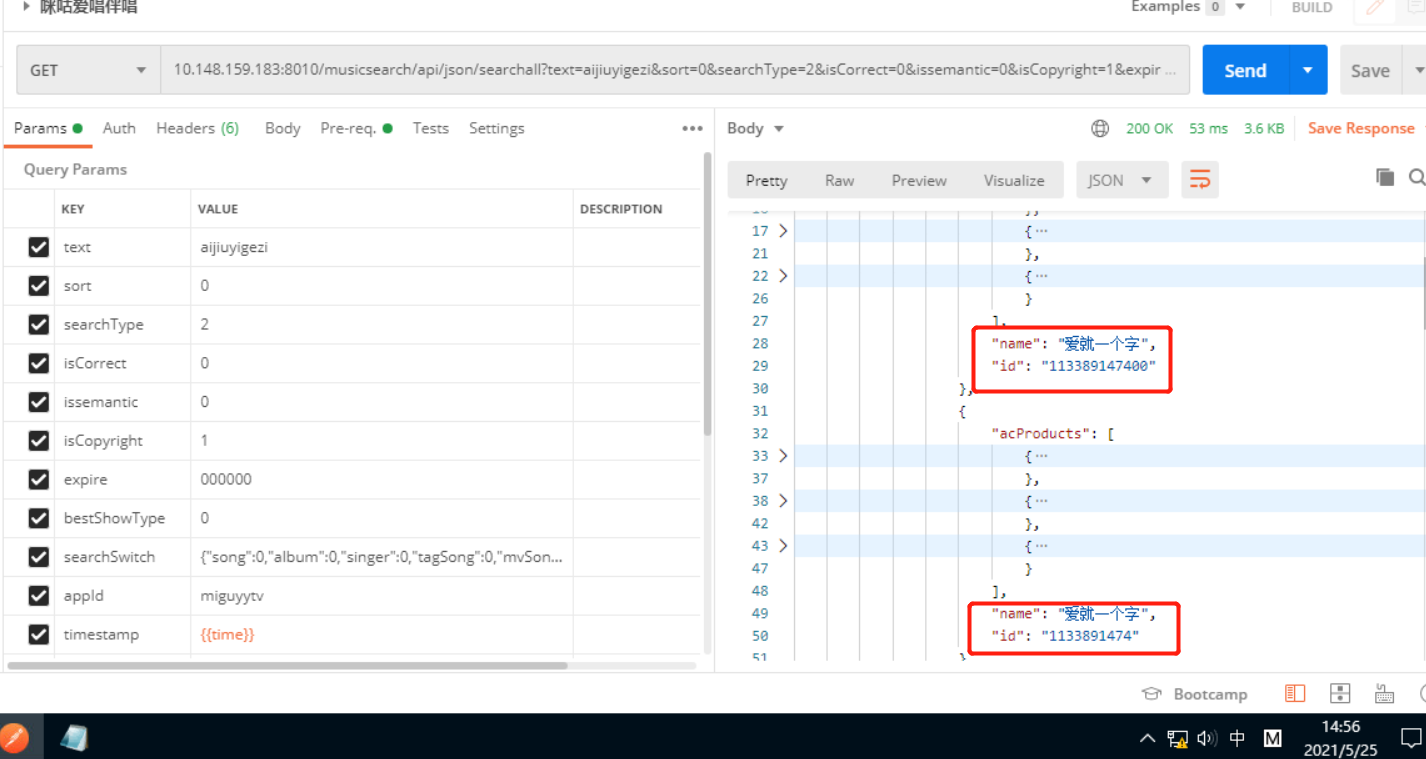 咪咕爱唱伴唱
Examples 0 BUILD
GET 10.148.159.183:8010/musicsearch/api/json/searchall?text=aijiuyigezi&sort=0&searchType=2&isCorrect=0&issemantic=0&isCopyright=1&expir ... Send Save
Params Auth Headers (6) Body Pre-req. Tests Settings
Query Params
KEY VALUE DESCRIPTION
text aijiuyigezi
sort 0
searchType 2
isCorrect 0
issemantic 0
isCopyright 1
expire 000000
bestShowType 0
searchSwitch {"song":0,"album":0,"singer":0,"tagSong":0,"mvSon...
appId miguyytv
timestamp {{time}}
Body 200 OK 53 ms 3.6 KB Save Response
Pretty Raw Preview Visualize JSON
16 },
17 {···
21 },
22 {···
26 }
27 ],
28 "name": "爱就一个字",
29 "id": "113389147400"
30 },
31 {
32 "acProducts": [
33 {···
37 },
38 {···
42 },
43 {···
47 }
48 ],
49 "name": "爱就一个字",
50 "id": "1133891474"
51 }
Bootcamp
中 M 14:56
2021/5/25